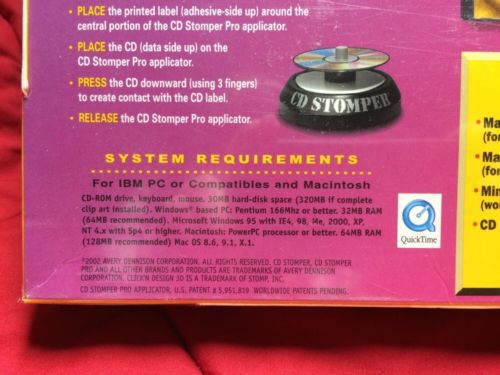 • PLACE the printed label (adhesive-side up) around the
central portion of the CD Stomper Pro applicator.
• PLACE the CD (data side up) on the
CD Stomper Pro applicator.
• PRESS the CD downward (using 3 fingers)
to create contact with the CD label.
• RELEASE the CD Stomper Pro applicator.
CD STOMPER
SYSTEM REQUIREMENTS
For IBM PC or Compatibles and Macintosh
CD-ROM drive, keyboard, mouse. 30MB hard-disk space (320MB if complete
clip art installed). Windows® based PC: Pentium 166Mhz or better. 32MB RAM
(64MB recommended). Microsoft Windows 95 with IE4, 98, Me, 2000, XP,
NT 4.x with Sp4 or higher. Macintosh: PowerPC processor or better. 64MB RAM
(128MB recommended) Mac OS 8.6, 9.1, X.1.
QuickTime
©2002 AVERY DENNISON CORPORATION. ALL RIGHTS RESERVED. CD STOMPER, CD STOMPER
PRO AND ALL OTHER BRANDS AND PRODUCTS ARE TRADEMARKS OF AVERY DENNISON
CORPORATION. CLICK'N DESIGN 3D IS A TRADEMARK OF STOMP, INC.
CD STOMPER PRO APPLICATOR, U.S. PATENT # 5,951,819 WORLDWIDE PATENTS PENDING.
• Ma
(for
• Ma
(for
• Min
(wo
• CD